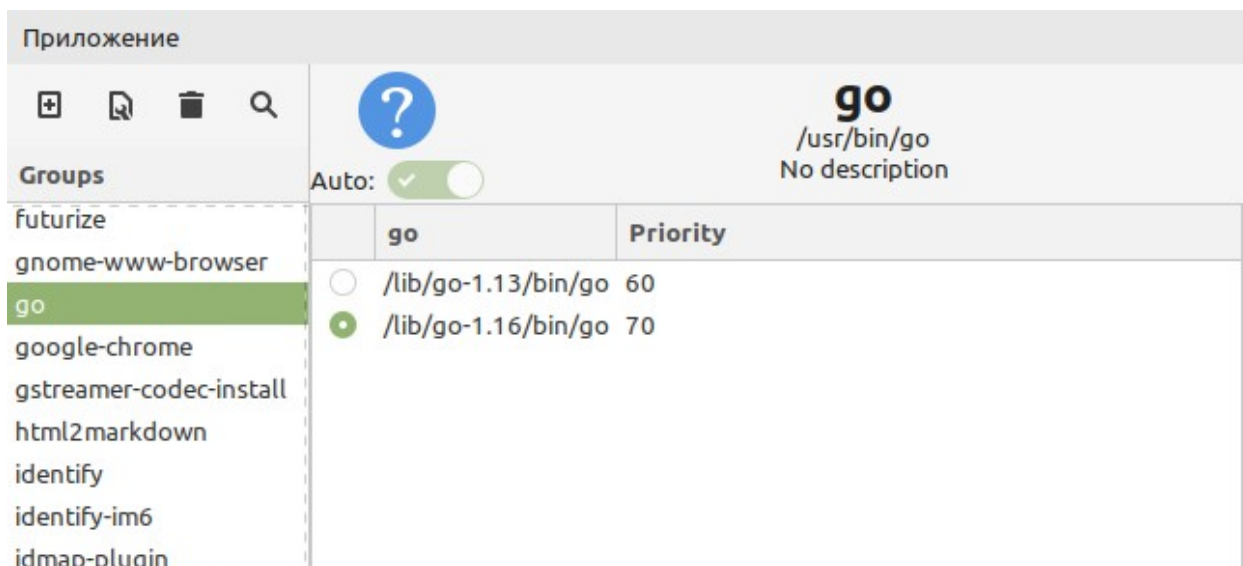 Приложение
go
/usr/bin/go
No description
Groups
Auto:
futurize
gnome-www-browser
go
google-chrome
gstreamer-codec-install
html2markdown
identify
identify-im6
idmap-plugin
go Priority
/lib/go-1.13/bin/go 60
/lib/go-1.16/bin/go 70